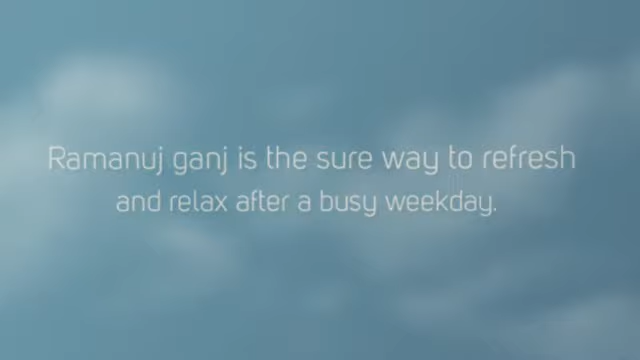 Ramanuj ganj is the sure way to refresh
and relax after a busy weekday.